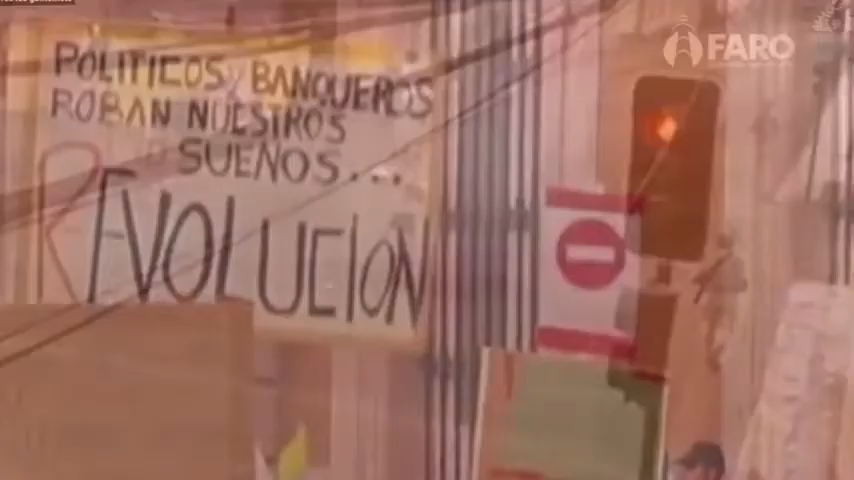 FARO
POLITICOS y BANQUEROS
ROBAN NUESTROS
SUEÑOS...
REVOLUCION